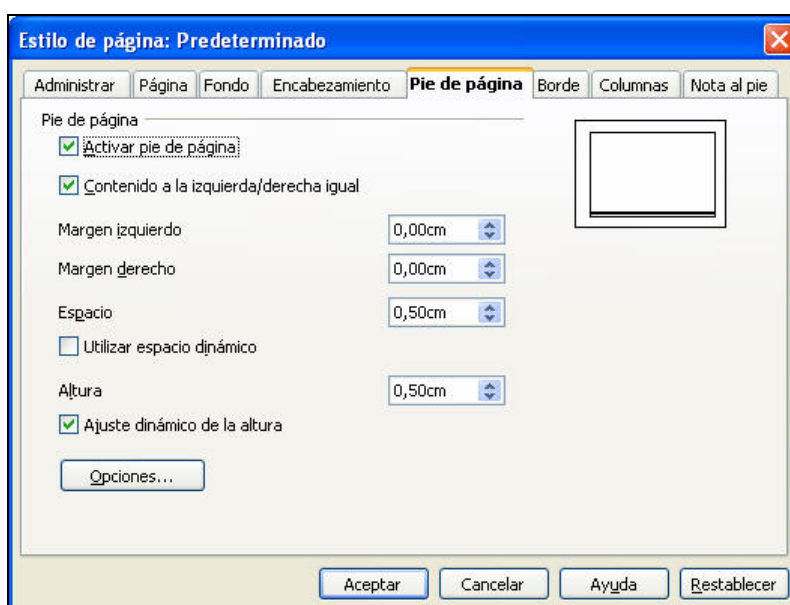 Estilo de página: Predeterminado
Administrar Página Fondo Encabezamiento Pie de página Borde Columnas Nota al pie
Pie de página
Activar pie de página
Contenido a la izquierda/derecha igual
Margen izquierdo 0,00cm
Margen derecho 0,00cm
Espacio 0,50cm
Utilizar espacio dinámico
Altura 0,50cm
Ajuste dinámico de la altura
Opciones...
Aceptar Cancelar Ayuda Restablecer